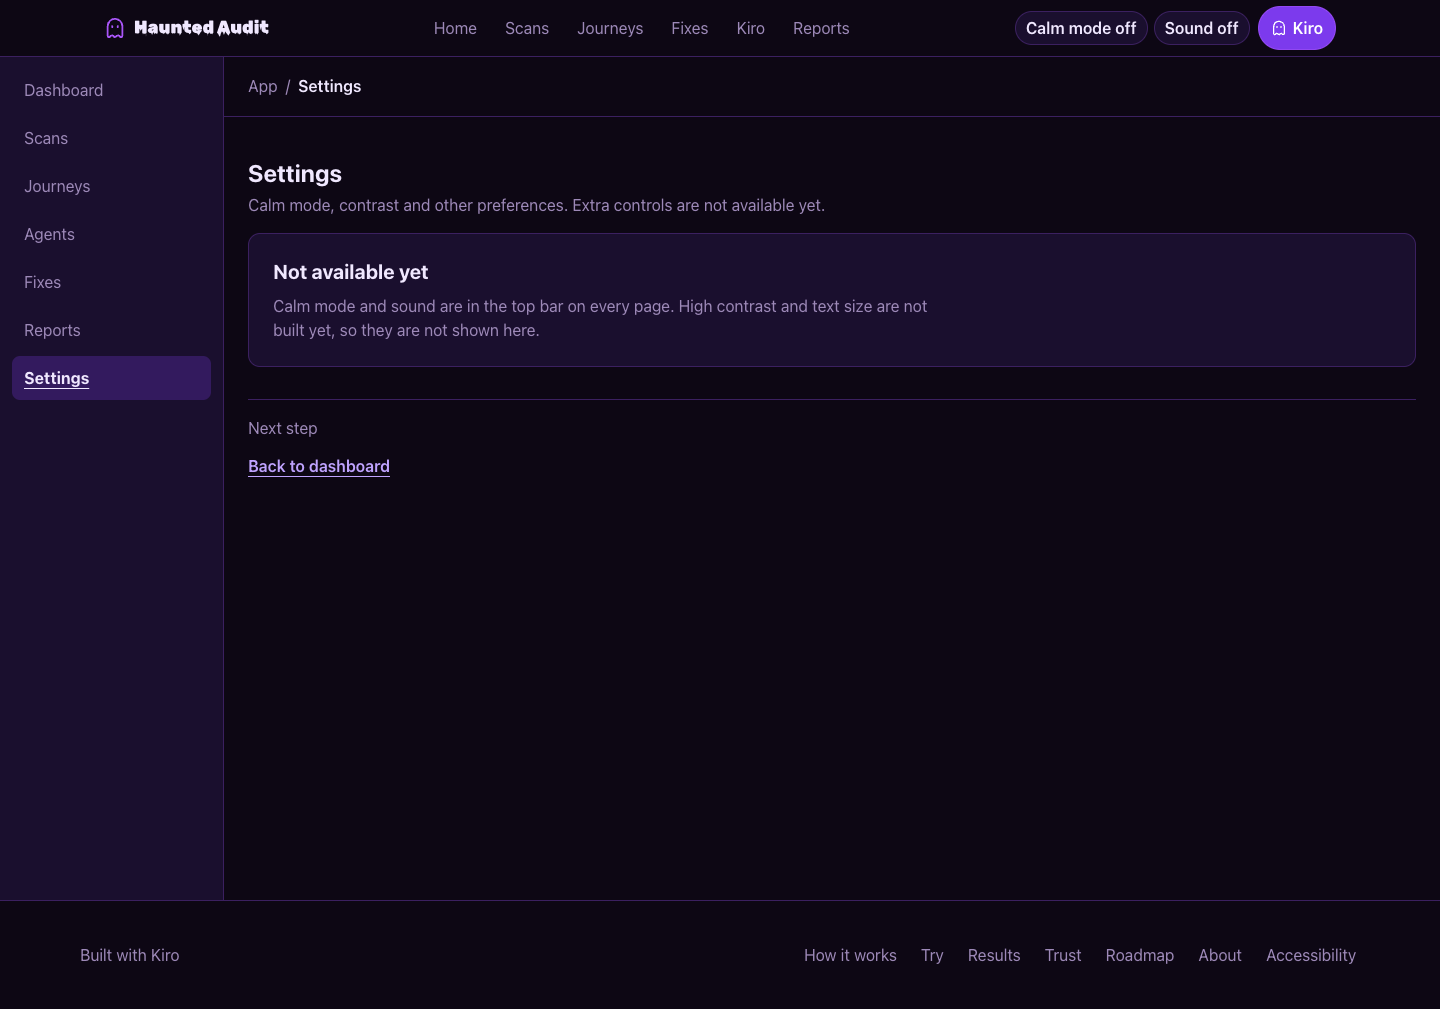 Haunted Audit
Home
Scans
Journeys
Fixes
Kiro
Reports
Calm mode off
Sound off
Kiro
Dashboard
Scans
Journeys
Agents
Fixes
Reports
Settings
App / Settings
Settings
Calm mode, contrast and other preferences. Extra controls are not available yet.
Not available yet
Calm mode and sound are in the top bar on every page. High contrast and text size are not
built yet, so they are not shown here.
Next step
Back to dashboard
Built with Kiro
How it works
Try
Results
Trust
Roadmap
About
Accessibility